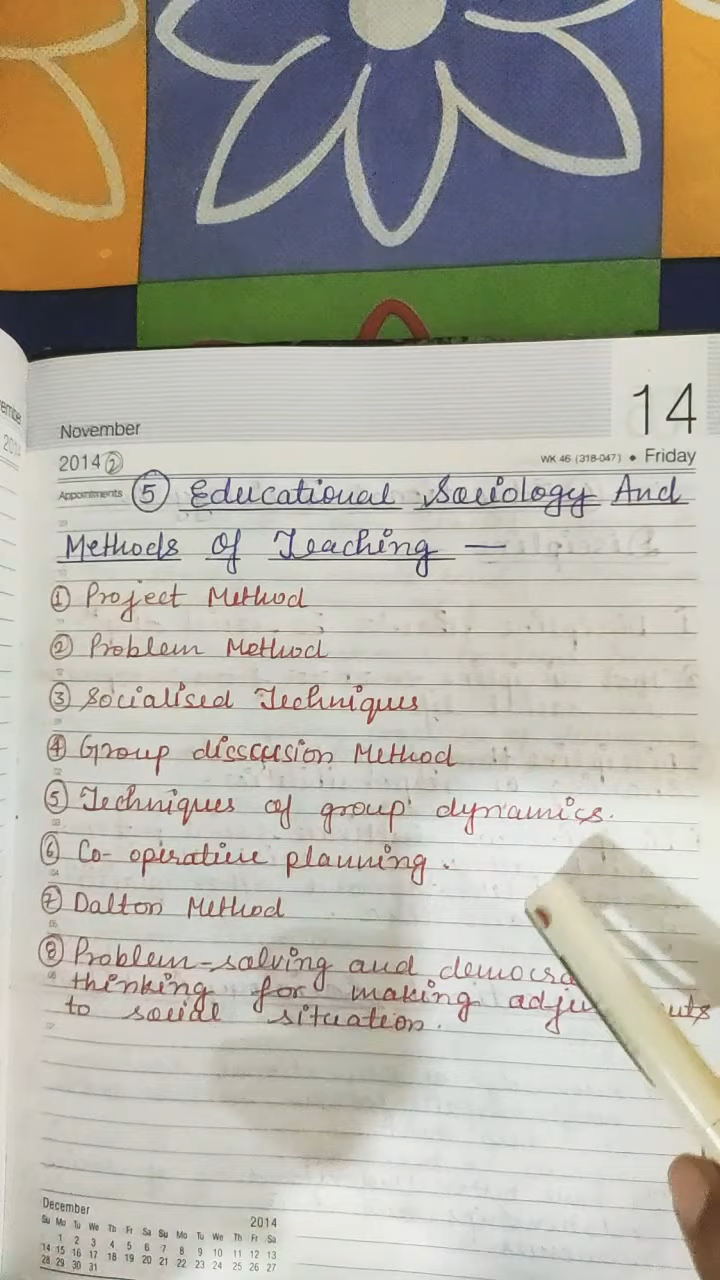 November
14
2014 ②
WK 46 (318-047) • Friday
Appointments ⑤ Educational Sociology And
Methods Of Teaching —
① Project Method
② Problem Method
③ Socialised Techniques
④ Group disscussion Method
⑤ Techniques of group dynamics.
⑥ Co-operative planning.
⑦ Dalton Method
⑧ Problem-solving and
thinking for making
to social situation.
December 2014
Su Mo Tu We Th Fr Sa Su Mo Tu We Th Fr Sa
1 2 3 4 5 6 7 8 9 10 11 12 13
14 15 16 17 18 19 20 21 22 23 24 25 26 27
28 29 30 31